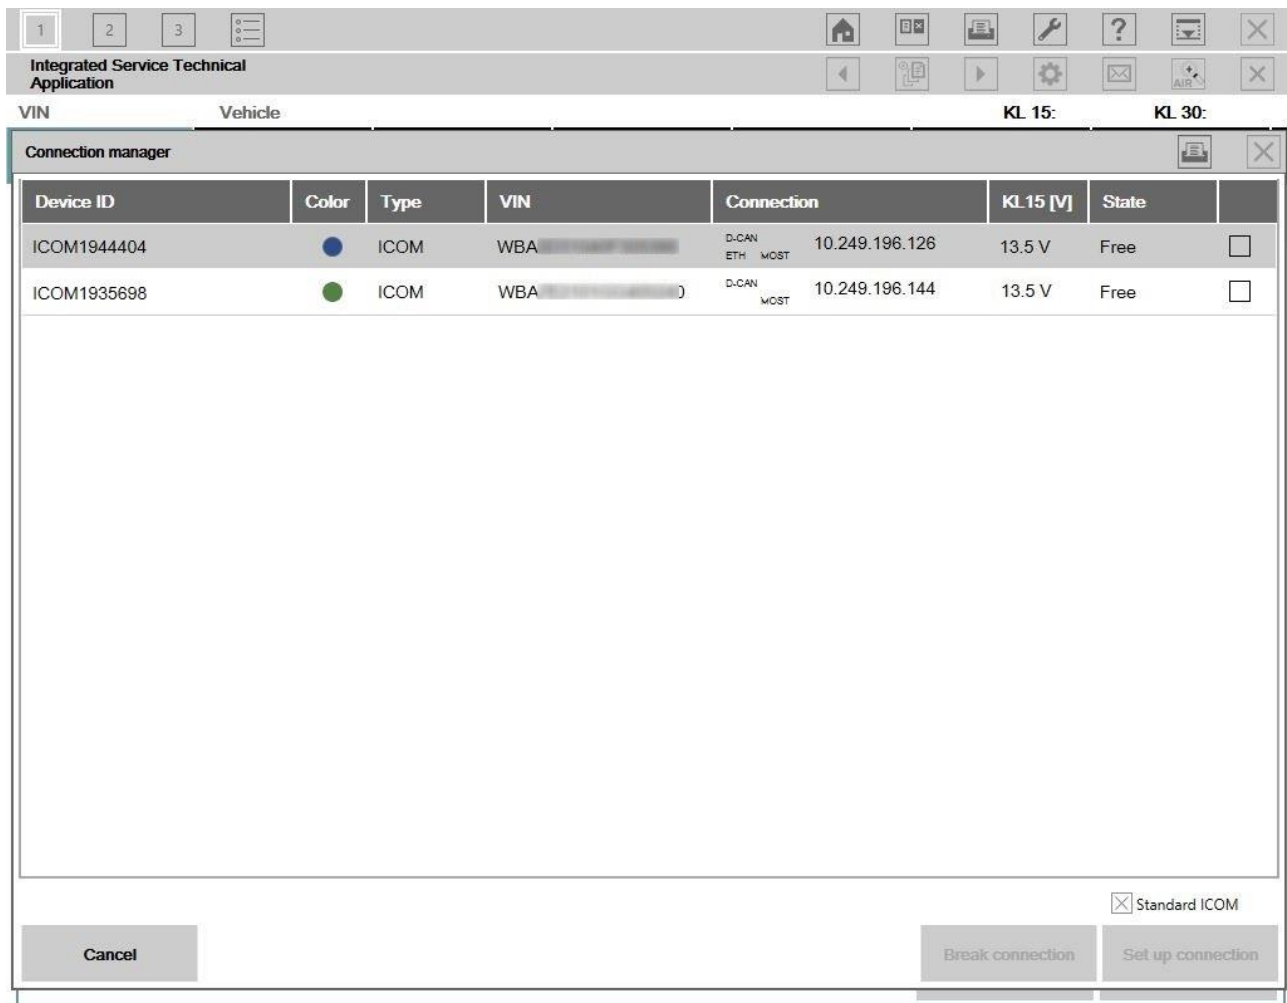 1 2 3
?
Integrated Service Technical
Application
AIR
VIN Vehicle KL 15: KL 30:
Connection manager
Device ID Color Type VIN Connection KL15 [V] State
ICOM1944404 ICOM WBA D-CAN ETH MOST 10.249.196.126 13.5 V Free
ICOM1935698 ICOM WBA D-CAN MOST 10.249.196.144 13.5 V Free
Standard ICOM
Cancel Break connection Set up connection